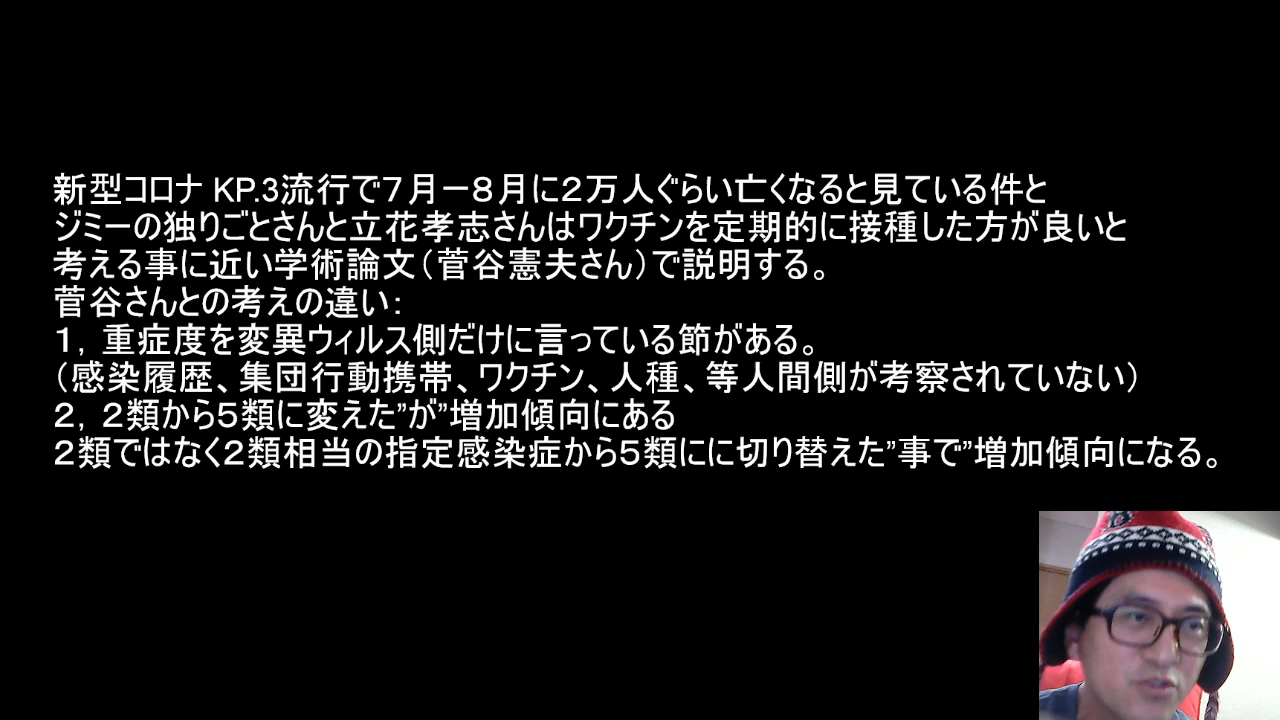 新型コロナ KP.3流行で７月－８月に２万人ぐらい亡くなると見ている件と
ジミーの独りごとさんと立花孝志さんはワクチンを定期的に接種した方が良いと
考える事に近い学術論文（菅谷憲夫さん）で説明する。
菅谷さんとの考えの違い：
１，重症度を変異ウィルス側だけに言っている節がある。
（感染履歴、集団行動携帯、ワクチン、人種、等人間側が考察されていない）
２，２類から５類に変えた”が”増加傾向にある
２類ではなく２類相当の指定感染症から５類にに切り替えた”事で”増加傾向になる。